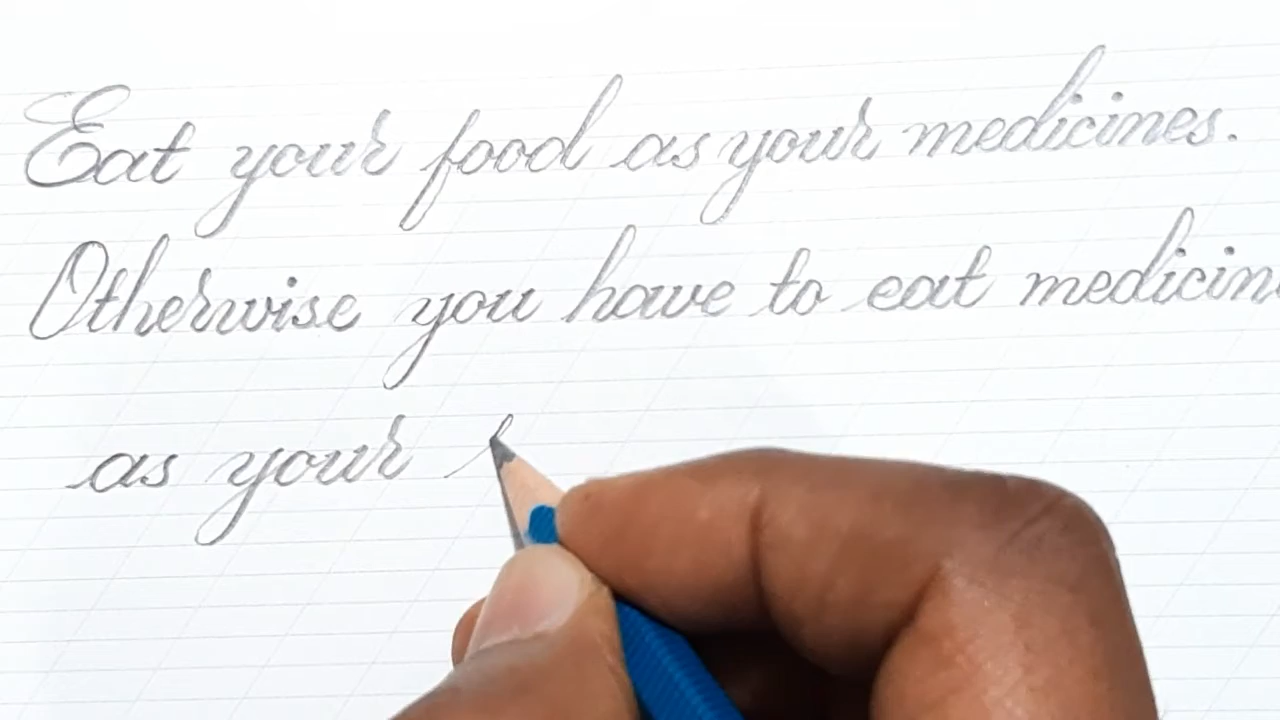 Eat your food as your medicines.
Otherwise you have to eat medicin
as your